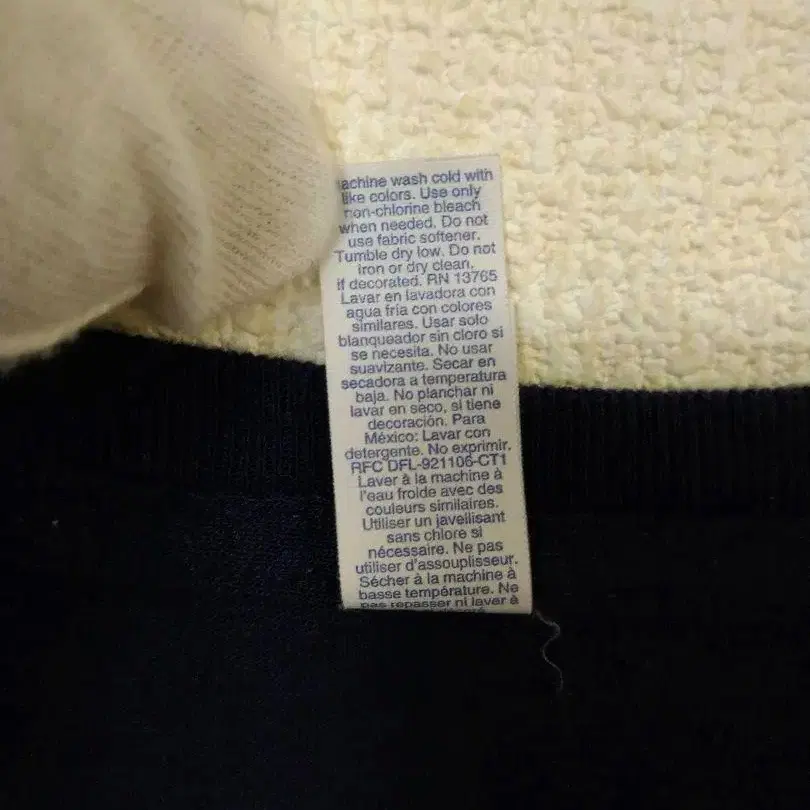 achine wash cold with
like colors. Use only
non-chlorine bleach
when needed. Do not
use fabric softener.
Tumble dry low. Do not
iron or dry clean.
if decorated. RN 13765
Lavar en lavadora con
agua fria con colores
similares. Usar solo
blanqueador sin cloro si
se necesita. No usar
suavizante. Secar en
secadora a temperatura
baja. No planchar ni
lavar en seco, si tiene
decoración. Para
México: Lavar con
detergente. No exprimir.
RFC DFL-921106-CT1
Laver à la machine à
l'eau froide avec des
couleurs similaires.
Utiliser un javellisant
sans chlore si
nécessaire. Ne pas
utiliser d'assouplisseur.
Sécher à la machine à
basse température. Ne
pas repasser ni laver à